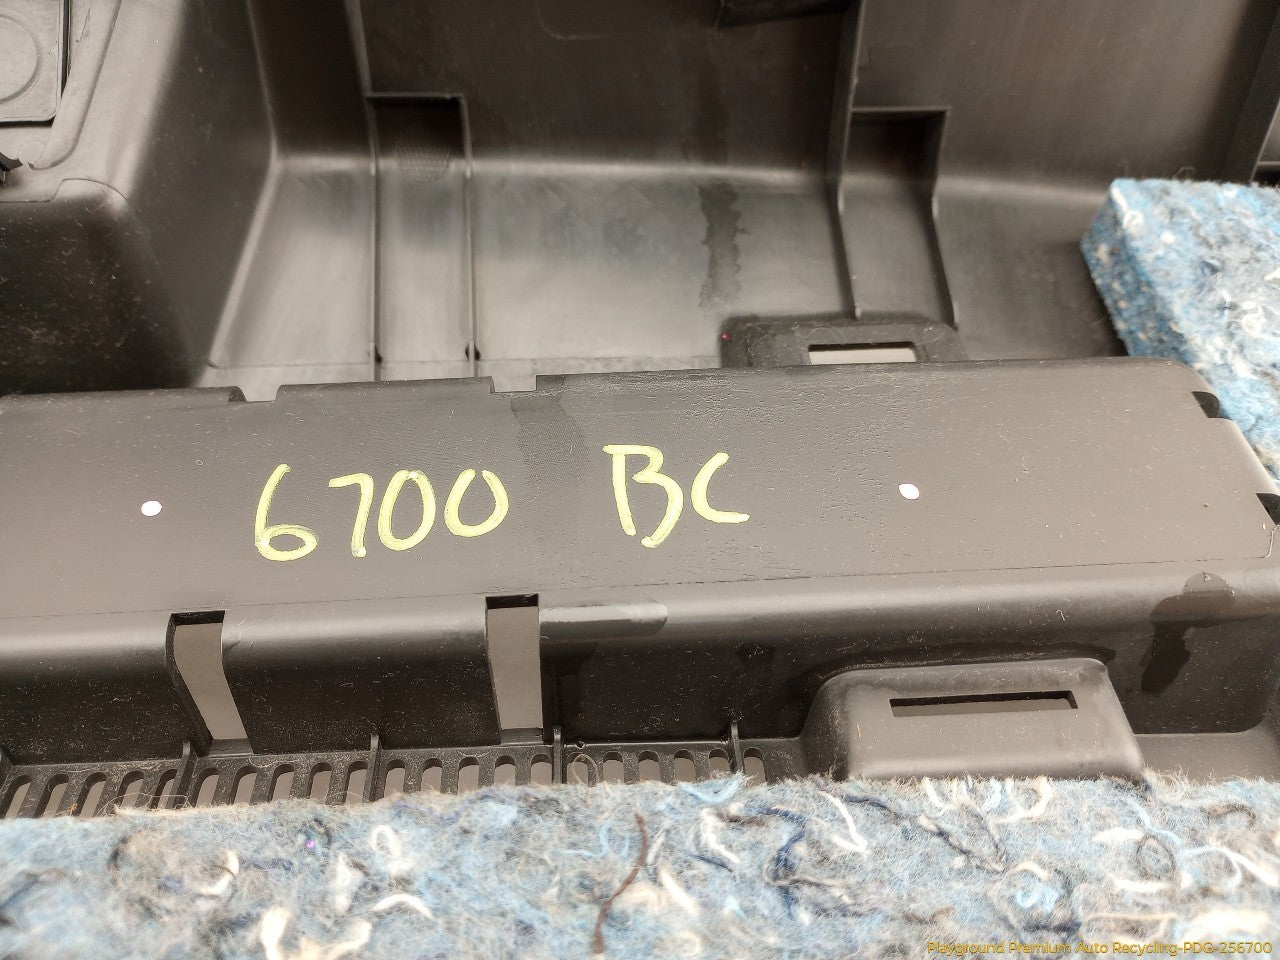 6700 BC
Playground Premium Auto Recycling-PDG-256700